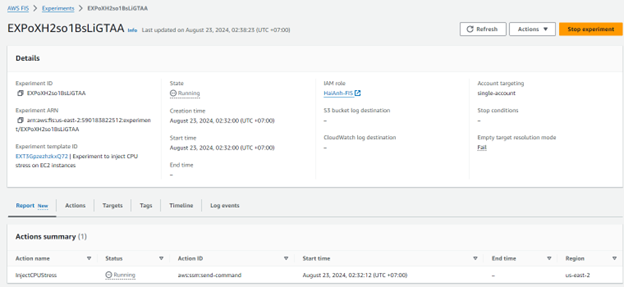 AWS FIS > Experiments > EXPoXH2so1BsLiGTAA
EXPoXH2so1BsLiGTAA Info Last updated on August 23, 2024, 02:58:23 (UTC +07:00) Refresh Actions Stop experiment
Details
Experiment ID State IAM role Account targeting
EXPoXH2so1BsLiGTAA Running HaiAnh-FIS single-account
Experiment ARN Creation time S3 bucket log destination Stop conditions
arn:aws:fis:us-east-2:590183822512:experimen August 23, 2024, 02:32:00 (UTC +07:00) – –
t/EXPoXH2so1BsLiGTAA
Experiment template ID Start time CloudWatch log destination Empty target resolution mode
| Experiment to inject CPU August 23, 2024, 02:32:00 (UTC +07:00) – Fail
stress on EC2 instances
End time
–
Report New Actions Targets Tags Timeline Log events
Actions summary (1)
Action name Status Action ID Start time End time Region
InjectCPUStress Running aws:ssm:send-command August 23, 2024, 02:32:12 (UTC +07:00) – us-east-2